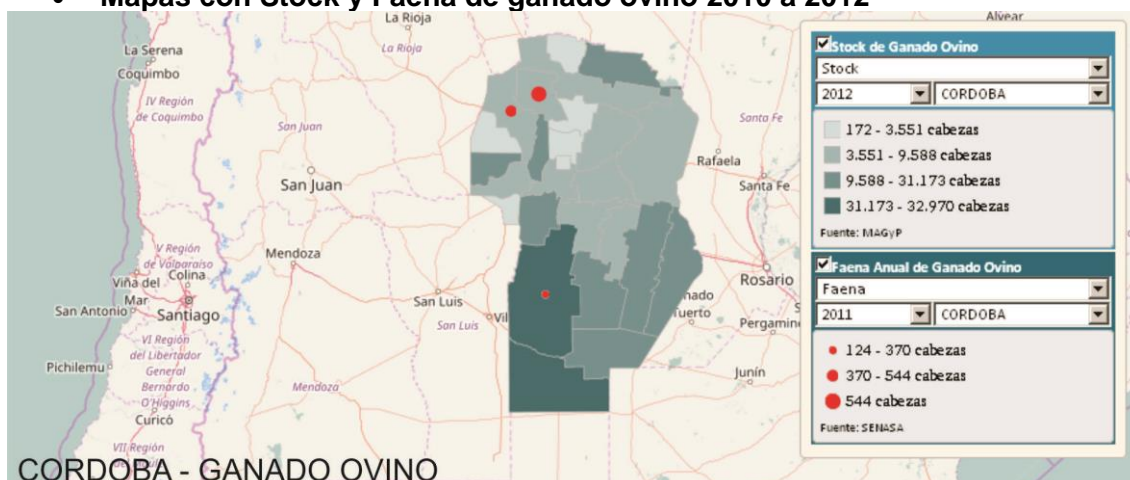 • Mapas con Stock y Faena de ganado ovino 2010 a 2012
La Rioja
Alvear
La Serena
La Rioja
Coquimbo
IV Región
de Coquimbo
San Juan
Santa Fe
Rafaela
San Juan
Santa Fe
V Región
de Valparaíso
Mendoza
Rosario
Viña del
Mar
Colina
San Antonio
Santiago
San Luis
San Luis
Vil
nado
uerto
Pergamin
VI Región
del Libertador
General
Bernardo
O'Higgins
Pichilemu
Mendoza
Junín
Curicó
VII Región
CORDOBA - GANADO OVINO
Stock de Ganado Ovino
Stock
2012 CORDOBA
172 - 3.551 cabezas
3.551 - 9.588 cabezas
9.588 - 31.173 cabezas
31.173 - 32.970 cabezas
Fuente: MAGyP
Faena Anual de Ganado Ovino
Faena
2011 CORDOBA
124 - 370 cabezas
370 - 544 cabezas
544 cabezas
Fuente: SENASA